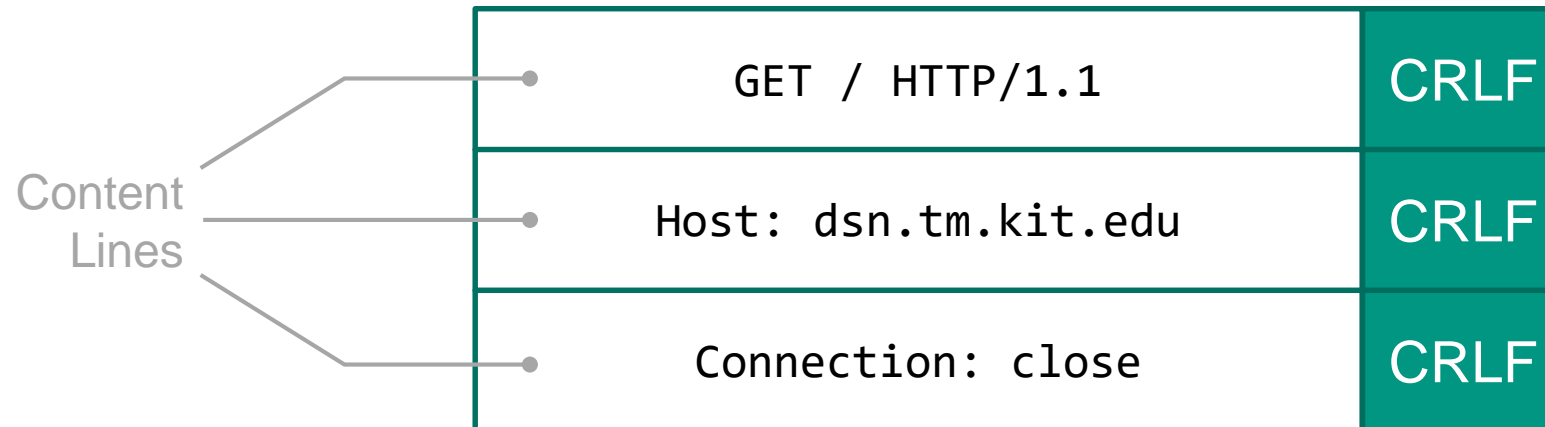 GET / HTTP/1.1 CRLF
Content
Lines
Host: dsn.tm.kit.edu CRLF
Connection: close CRLF